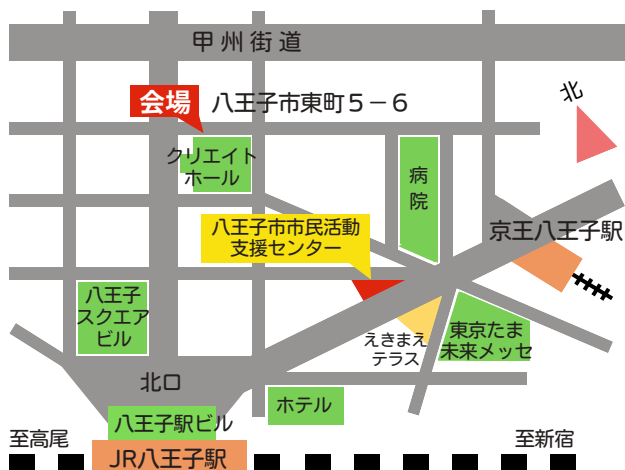 甲州街道
会場
八王子市東町5-6
北
クリエイト
ホール
病
院
八王子市市民活動
支援センター
京王八王子駅
八王子
スクエア
ビル
えきまえ
テラス
東京たま
未来メッセ
北口
ホテル
八王子駅ビル
至高尾
至新宿
JR八王子駅